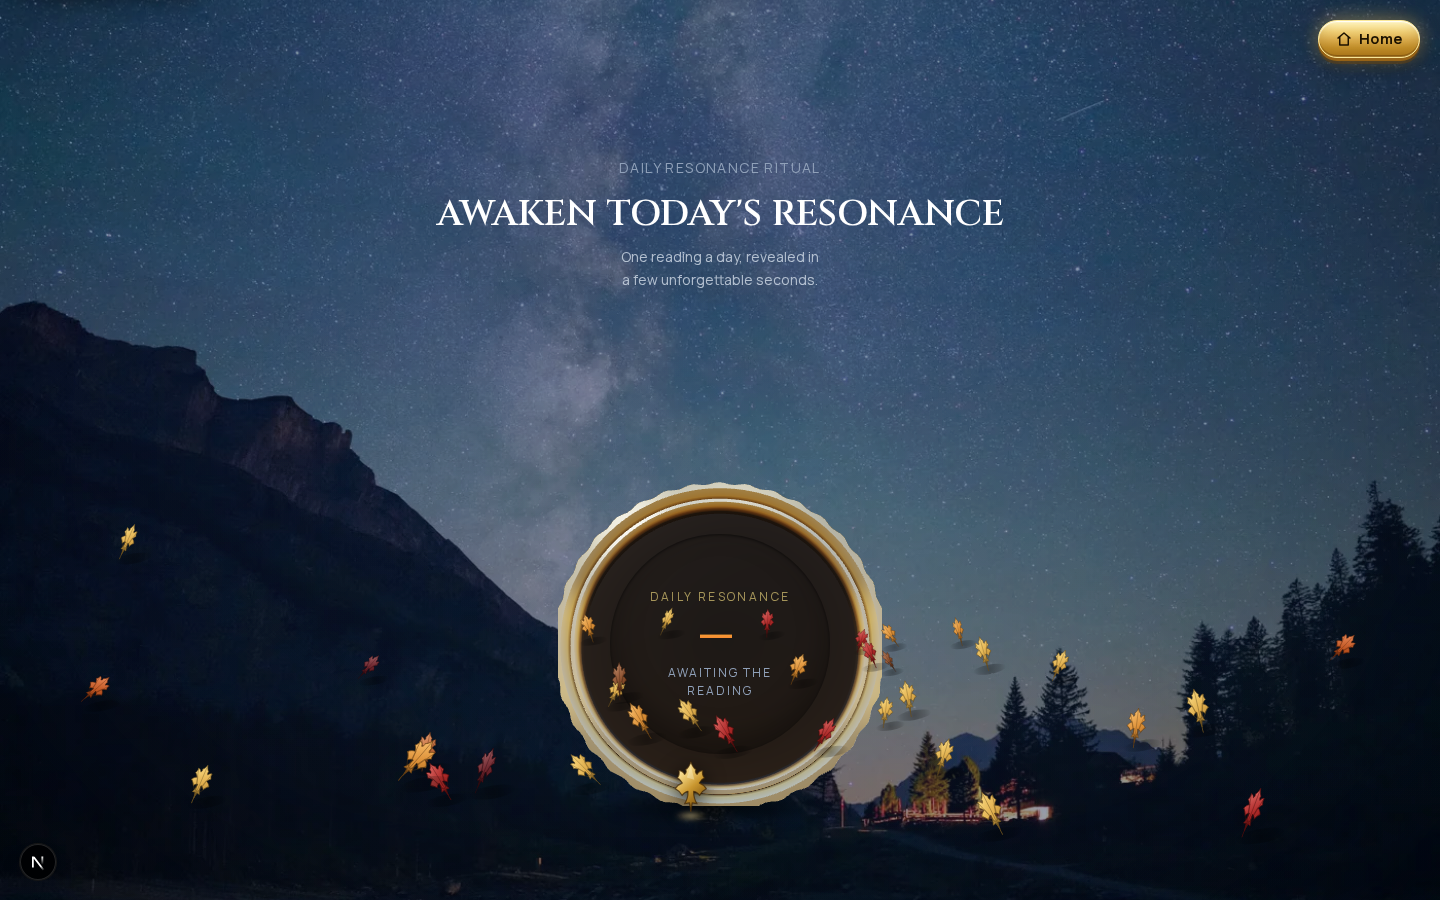 Home
DAILY RESONANCE RITUAL
AWAKEN TODAY'S RESONANCE
One reading a day, revealed in
a few unforgettable seconds.
DAILY RESONANCE
AWAITING THE
READING
N